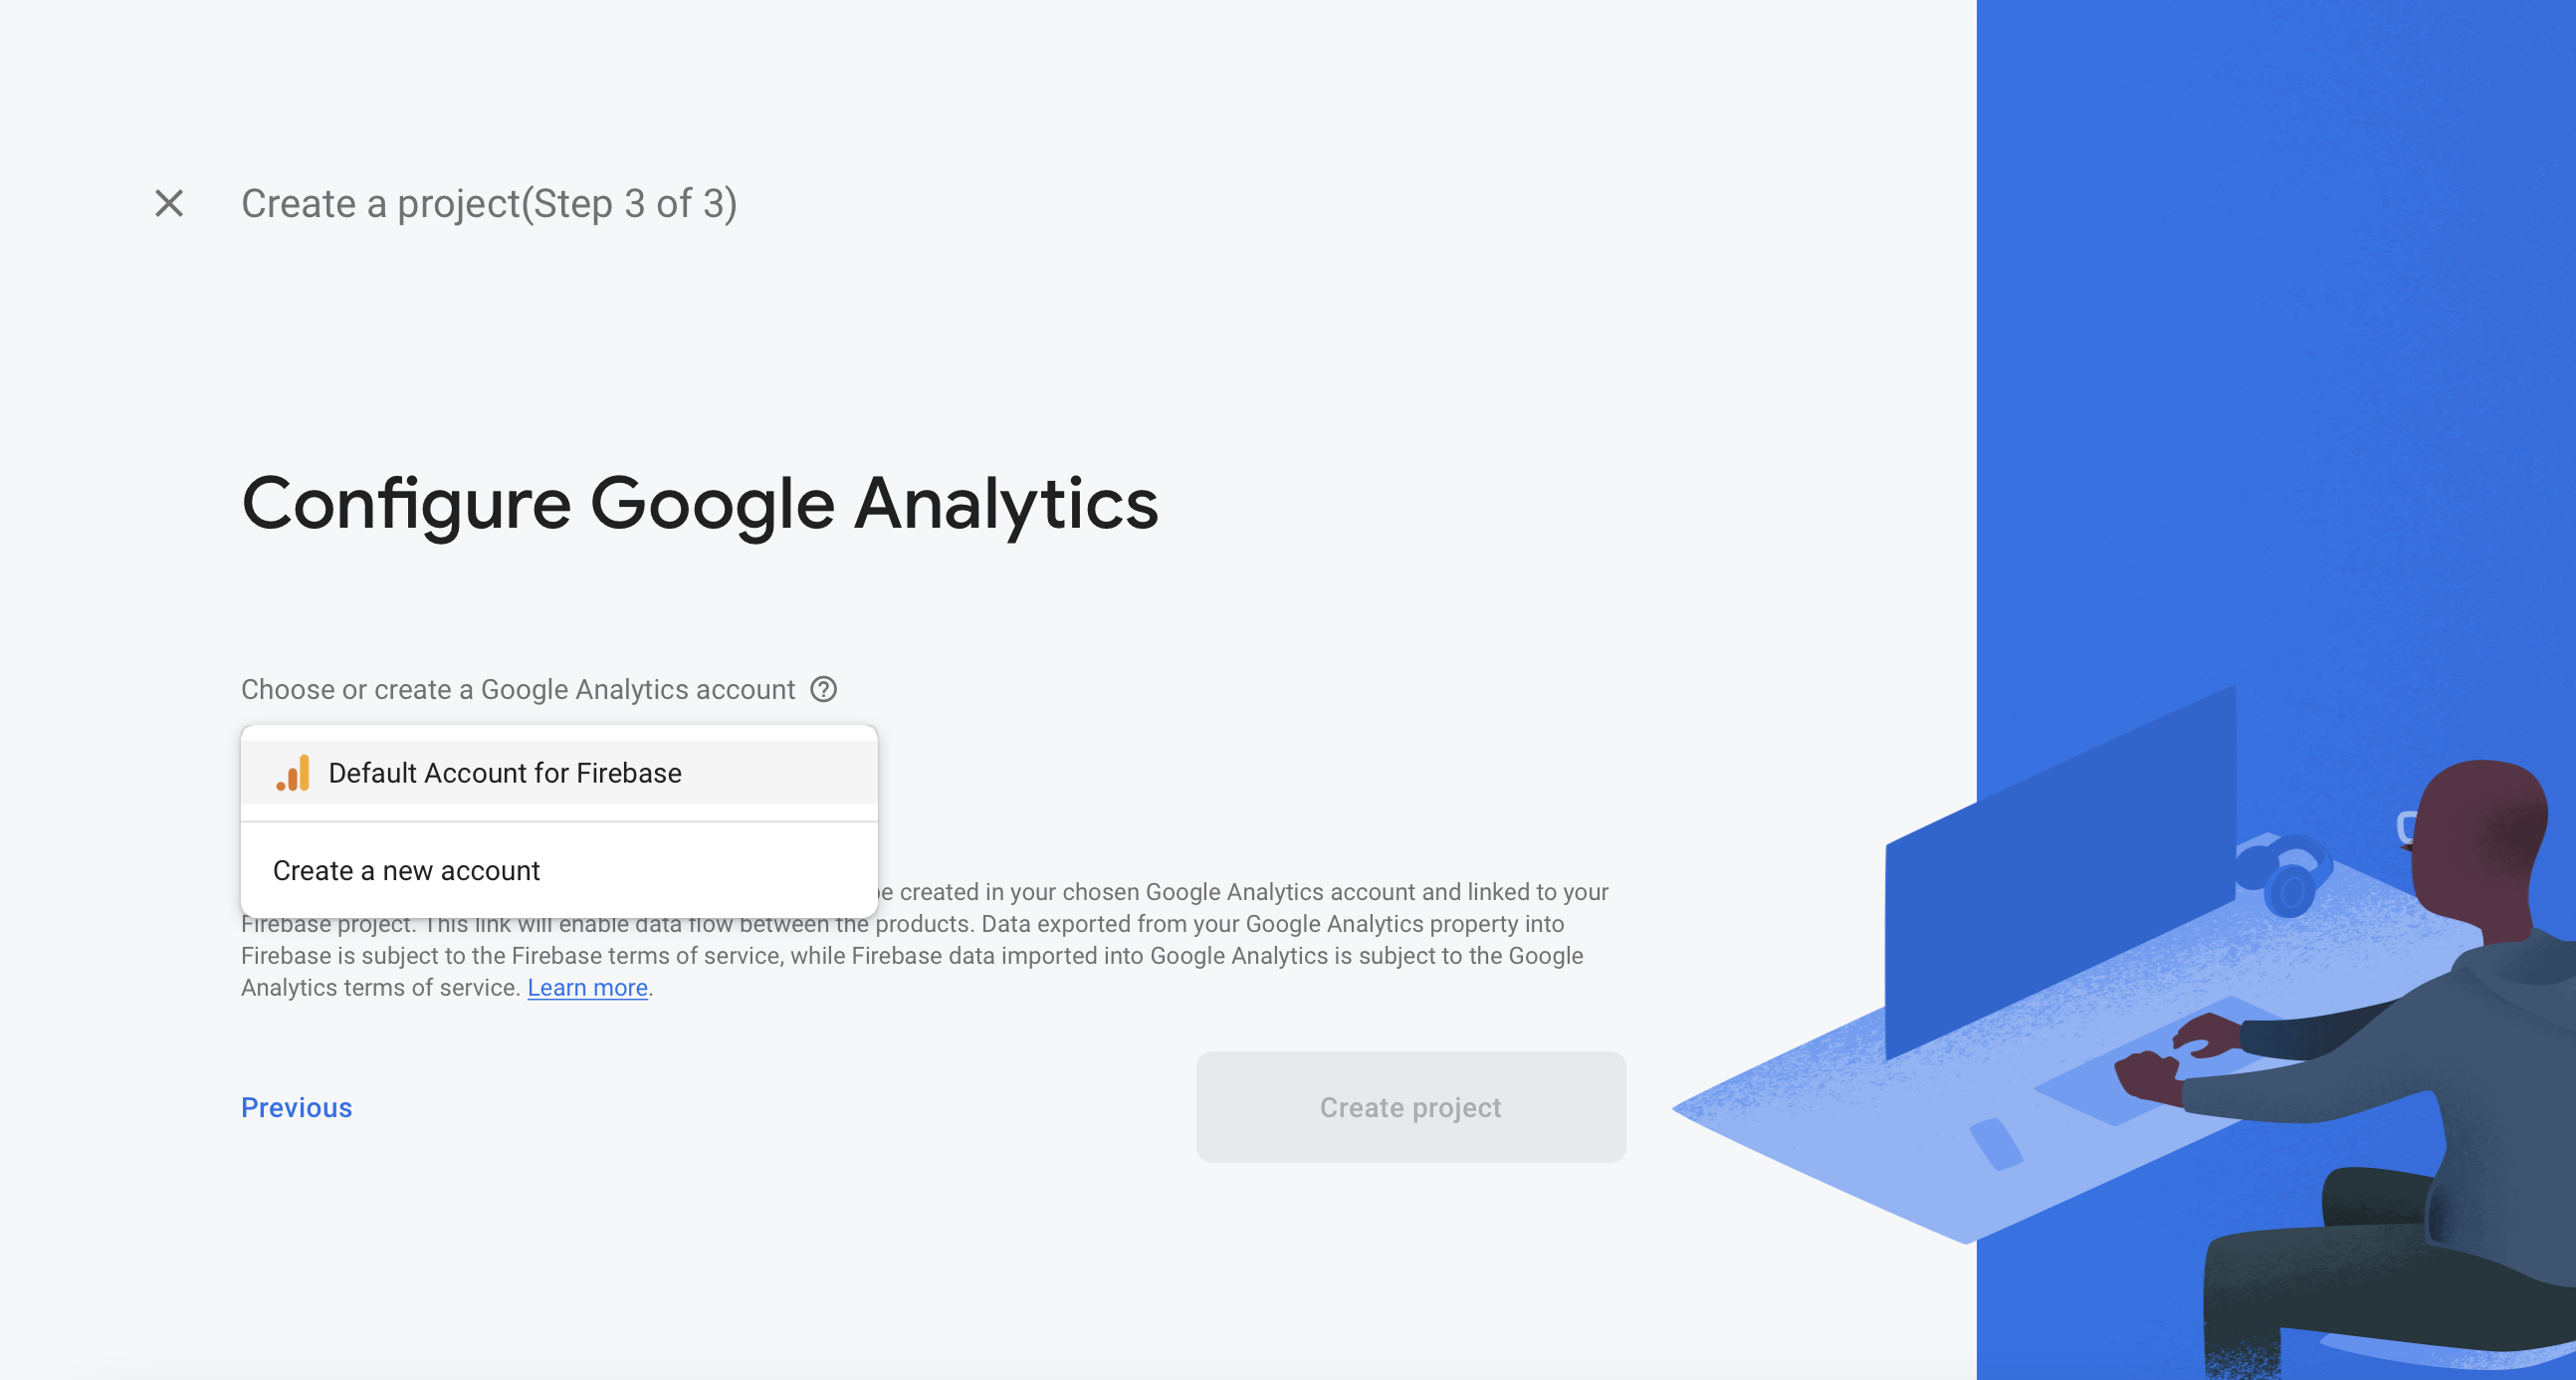 Create a project(Step 3 of 3)
Configure Google Analytics
Choose or create a Google Analytics account
Default Account for Firebase
Create a new account
be created in your chosen Google Analytics account and linked to your
Firebase project. This link will enable data flow between the products. Data exported from your Google Analytics property into
Firebase is subject to the Firebase terms of service, while Firebase data imported into Google Analytics is subject to the Google
Analytics terms of service. Learn more.
Previous
Create project